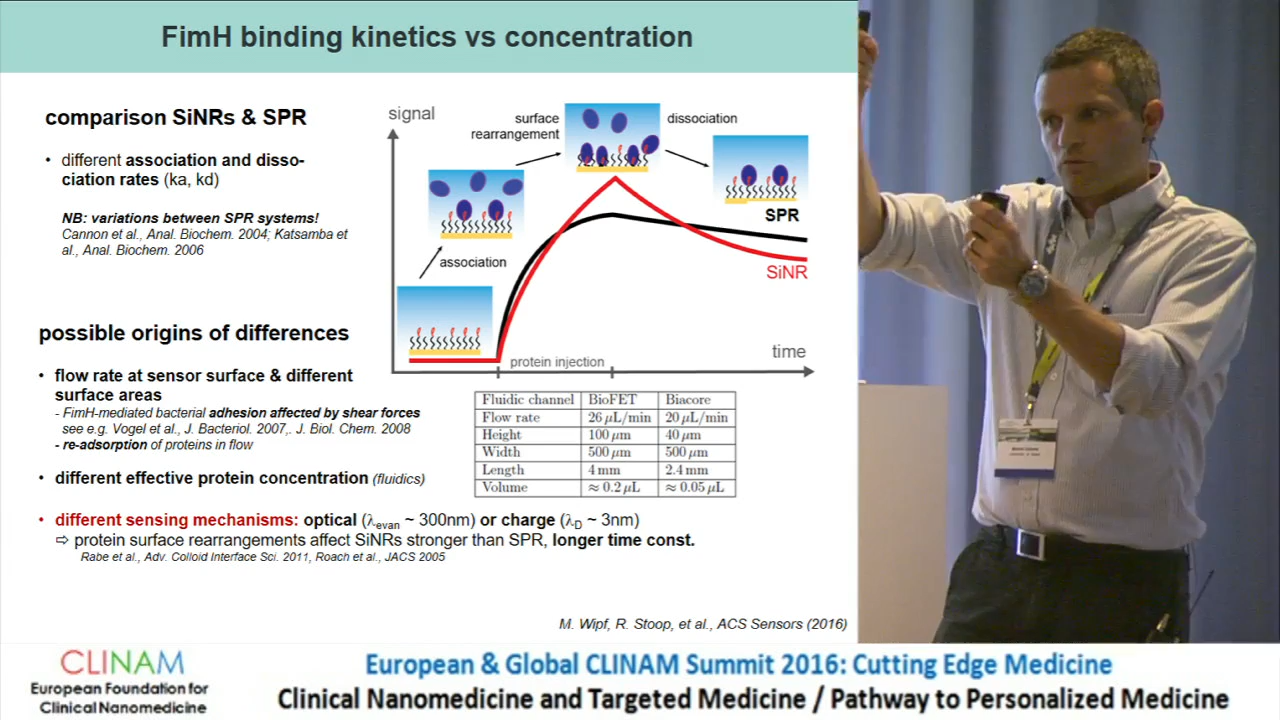 FimH binding kinetics vs concentration
comparison SiNRs & SPR
• different association and disso-
ciation rates (ka, kd)
NB: variations between SPR systems!
Cannon et al., Anal. Biochem. 2004; Katsamba et
al., Anal. Biochem. 2006
possible origins of differences
• flow rate at sensor surface & different
surface areas
- FimH-mediated bacterial adhesion affected by shear forces
see e.g. Vogel et al., J. Bacteriol. 2007,. J. Biol. Chem. 2008
- re-adsorption of proteins in flow
• different effective protein concentration (fluidics)
• different sensing mechanisms: optical (λevan ~ 300nm) or charge (λD ~ 3nm)
⇨ protein surface rearrangements affect SiNRs stronger than SPR, longer time const.
Rabe et al., Adv. Colloid Interface Sci. 2011, Roach et al., JACS 2005
signal
surface
rearrangement
dissociation
association
SPR
SiNR
protein injection
time
Fluidic channel BioFET Biacore
Flow rate 26 μL/min 20 μL/min
Height 100 μm 40 μm
Width 500 μm 500 μm
Length 4 mm 2.4 mm
Volume ≈ 0.2 μL ≈ 0.05 μL
M. Wipf, R. Stoop, et al., ACS Sensors (2016)
CLINAM
European Foundation for
Clinical Nanomedicine
European & Global CLINAM Summit 2016: Cutting Edge Medicine
Clinical Nanomedicine and Targeted Medicine / Pathway to Personalized Medicine